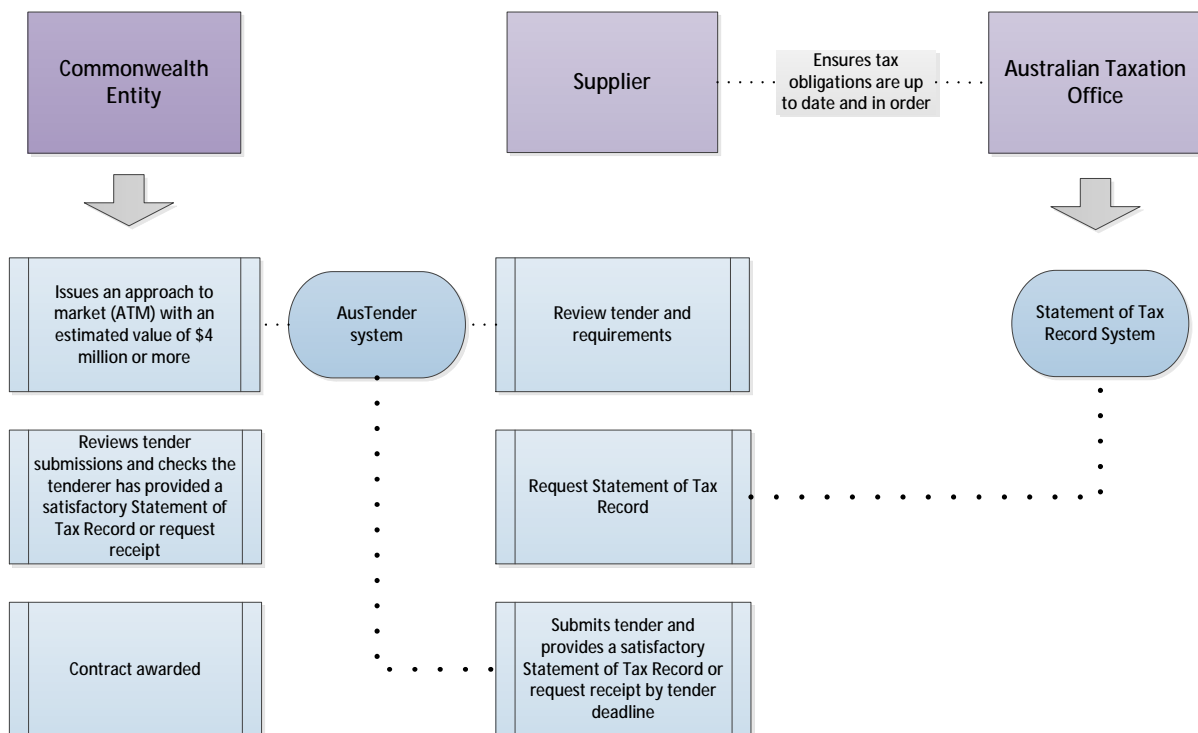 Commonwealth
Entity
Supplier
Ensures tax
obligations are up
to date and in order
Australian Taxation
Office
Issues an approach to
market (ATM) with an
estimated value of $4
million or more
AusTender
system
Review tender and
requirements
Statement of Tax
Record System
Reviews tender
submissions and checks the
tenderer has provided a
satisfactory Statement of
Tax Record or request
receipt
Request Statement of Tax
Record
Contract awarded
Submits tender and
provides a satisfactory
Statement of Tax Record or
request receipt by tender
deadline